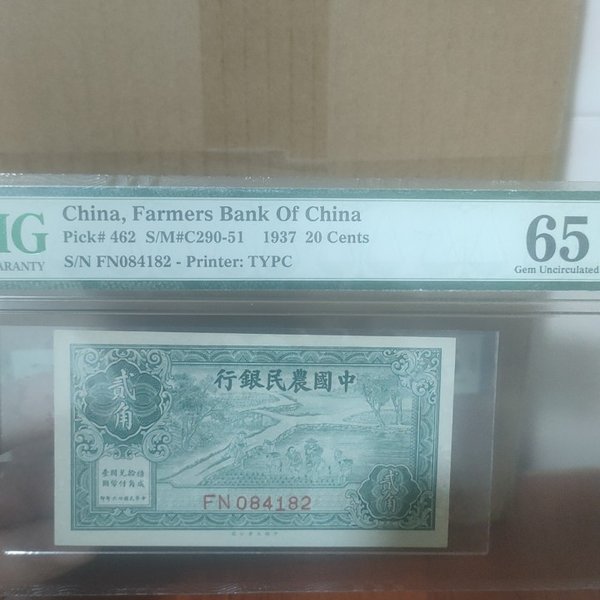 MG
China, Farmers Bank Of China
Pick# 462 S/M#C290-51 1937 20 Cents
S/N FN084182 - Printer: TYPC
65
Gem Uncirculated
ARANTY
行銀民農國中
貳角
FN084182
貳角